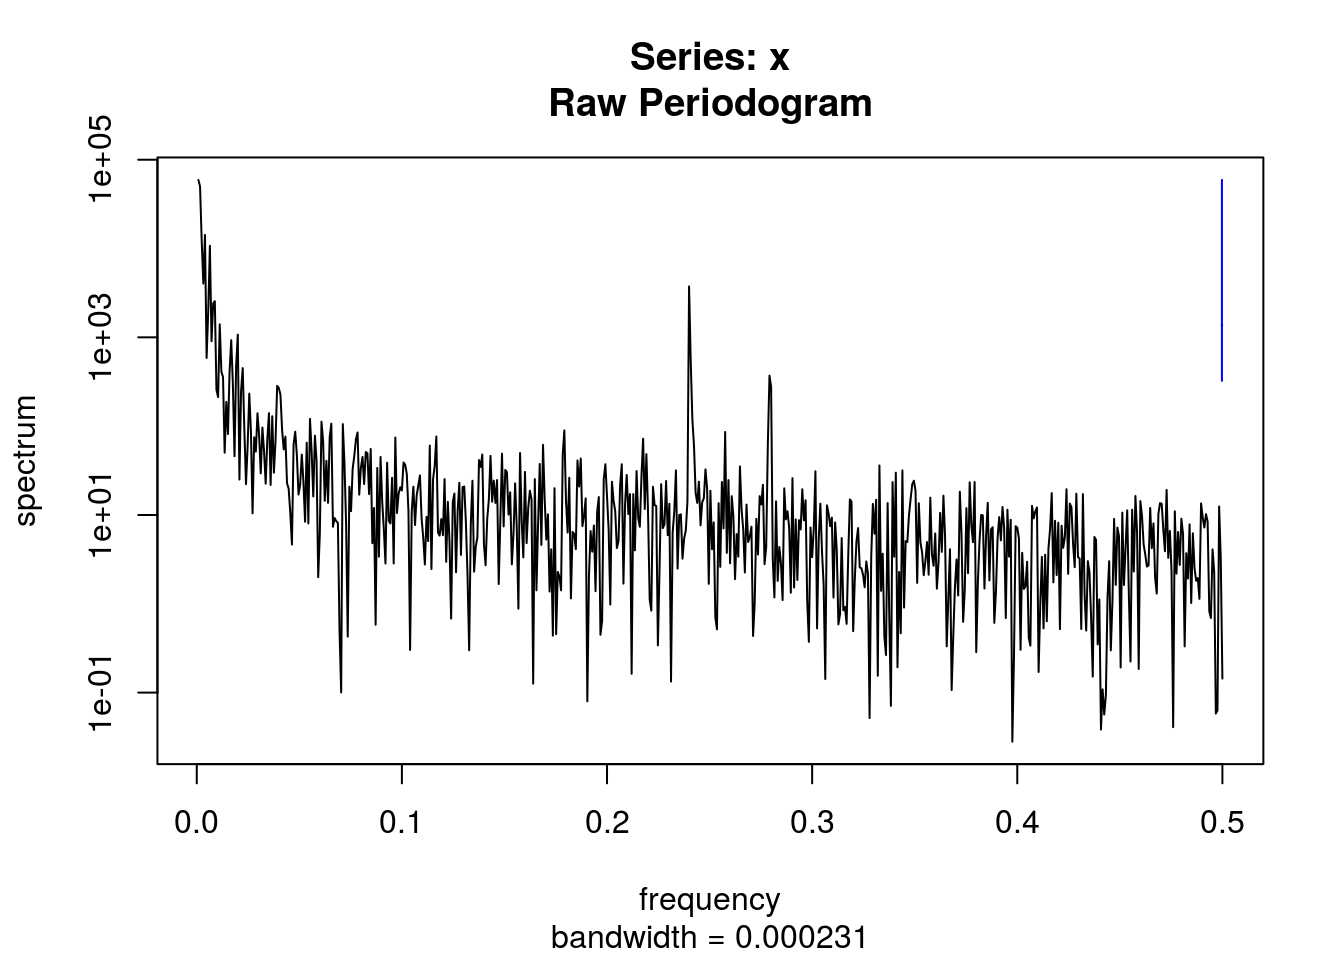 Series: x
Raw Periodogram
spectrum
1e+05
1e+03
1e+01
1e-01
0.0 0.1 0.2 0.3 0.4 0.5
frequency
bandwidth = 0.000231